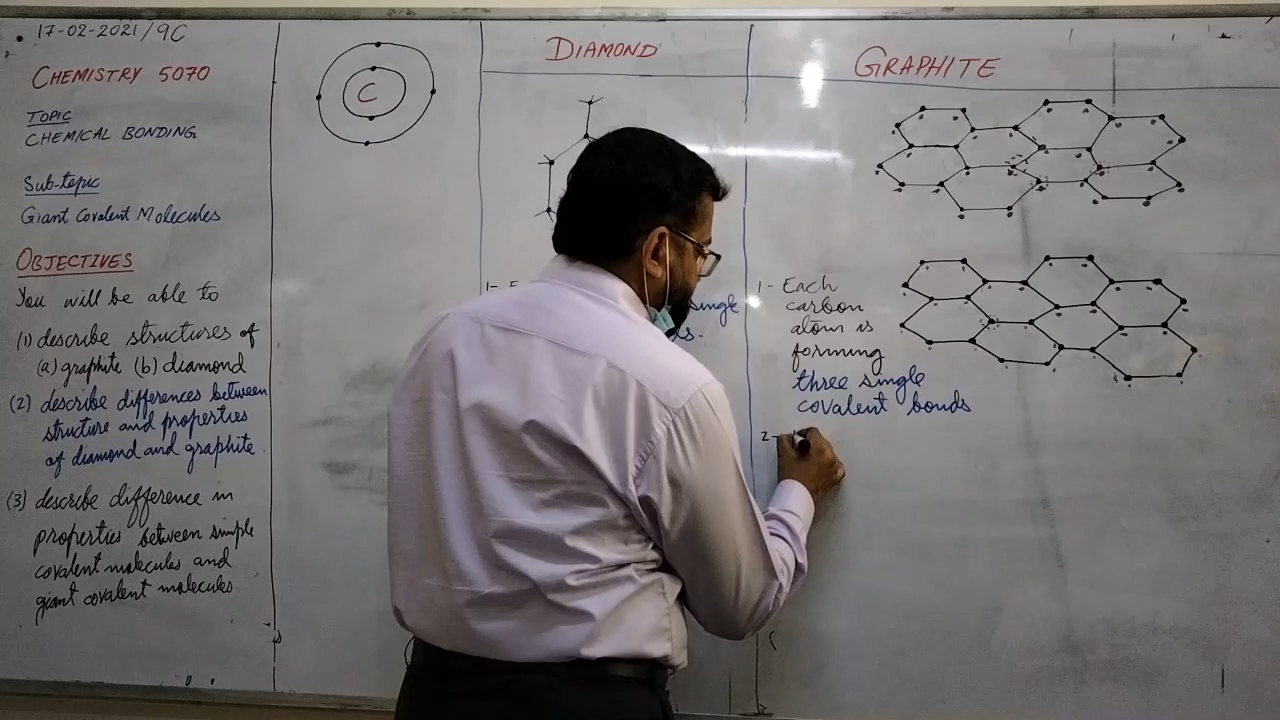 17-02-2021/9C
CHEMISTRY 5070
TOPIC
CHEMICAL BONDING
Sub-topic
Giant Covalent Molecules
OBJECTIVES
You will be able to
(1) describe structures of
(a) graphite (b) diamond
(2) describe differences between
structure and properties
of diamond and graphite
(3) describe difference in
properties between simple
covalent molecules and
giant covalent molecules
C
DIAMOND
1-
single
GRAPHITE
1- Each
carbon
atom is
forming
three single
covalent bonds
2-